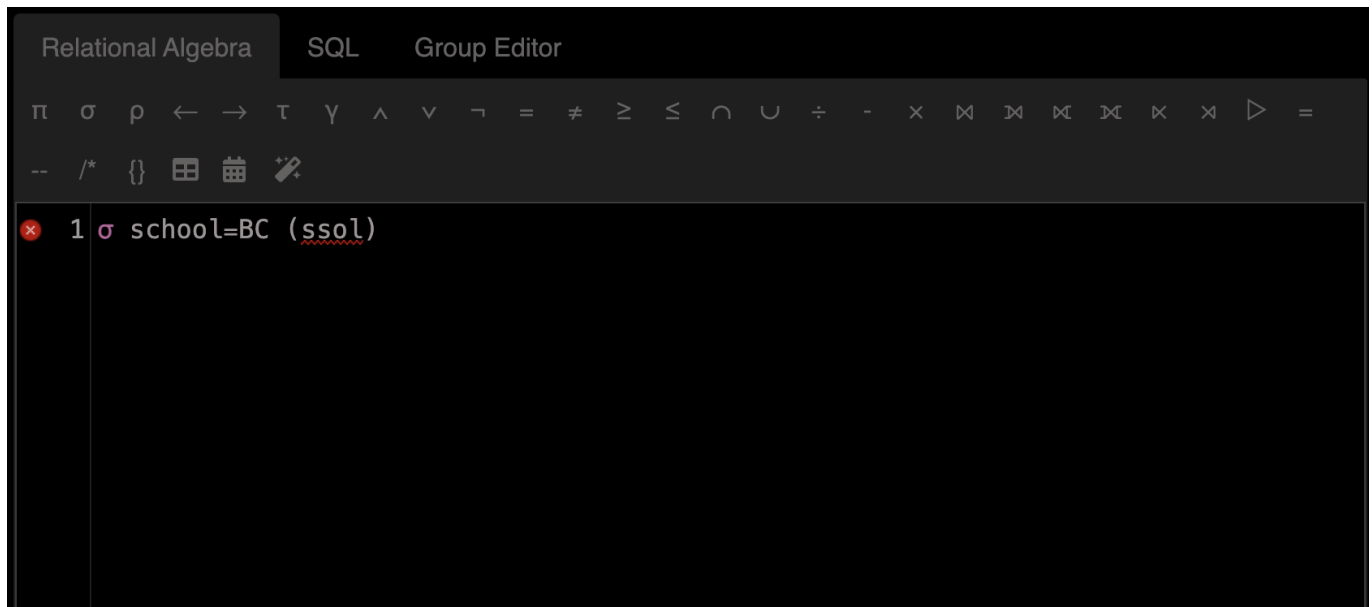 Relational Algebra SQL Group Editor
π σ ρ ← → τ γ ∧ ∨ ¬ = ≠ ≥ ≤ ∩ ∪ ÷ - × ⨝ ⟕ ⟖ ⟗ ⋉ ⋊ ▷ =
-- /* {}
1 σ school=BC (ssol)